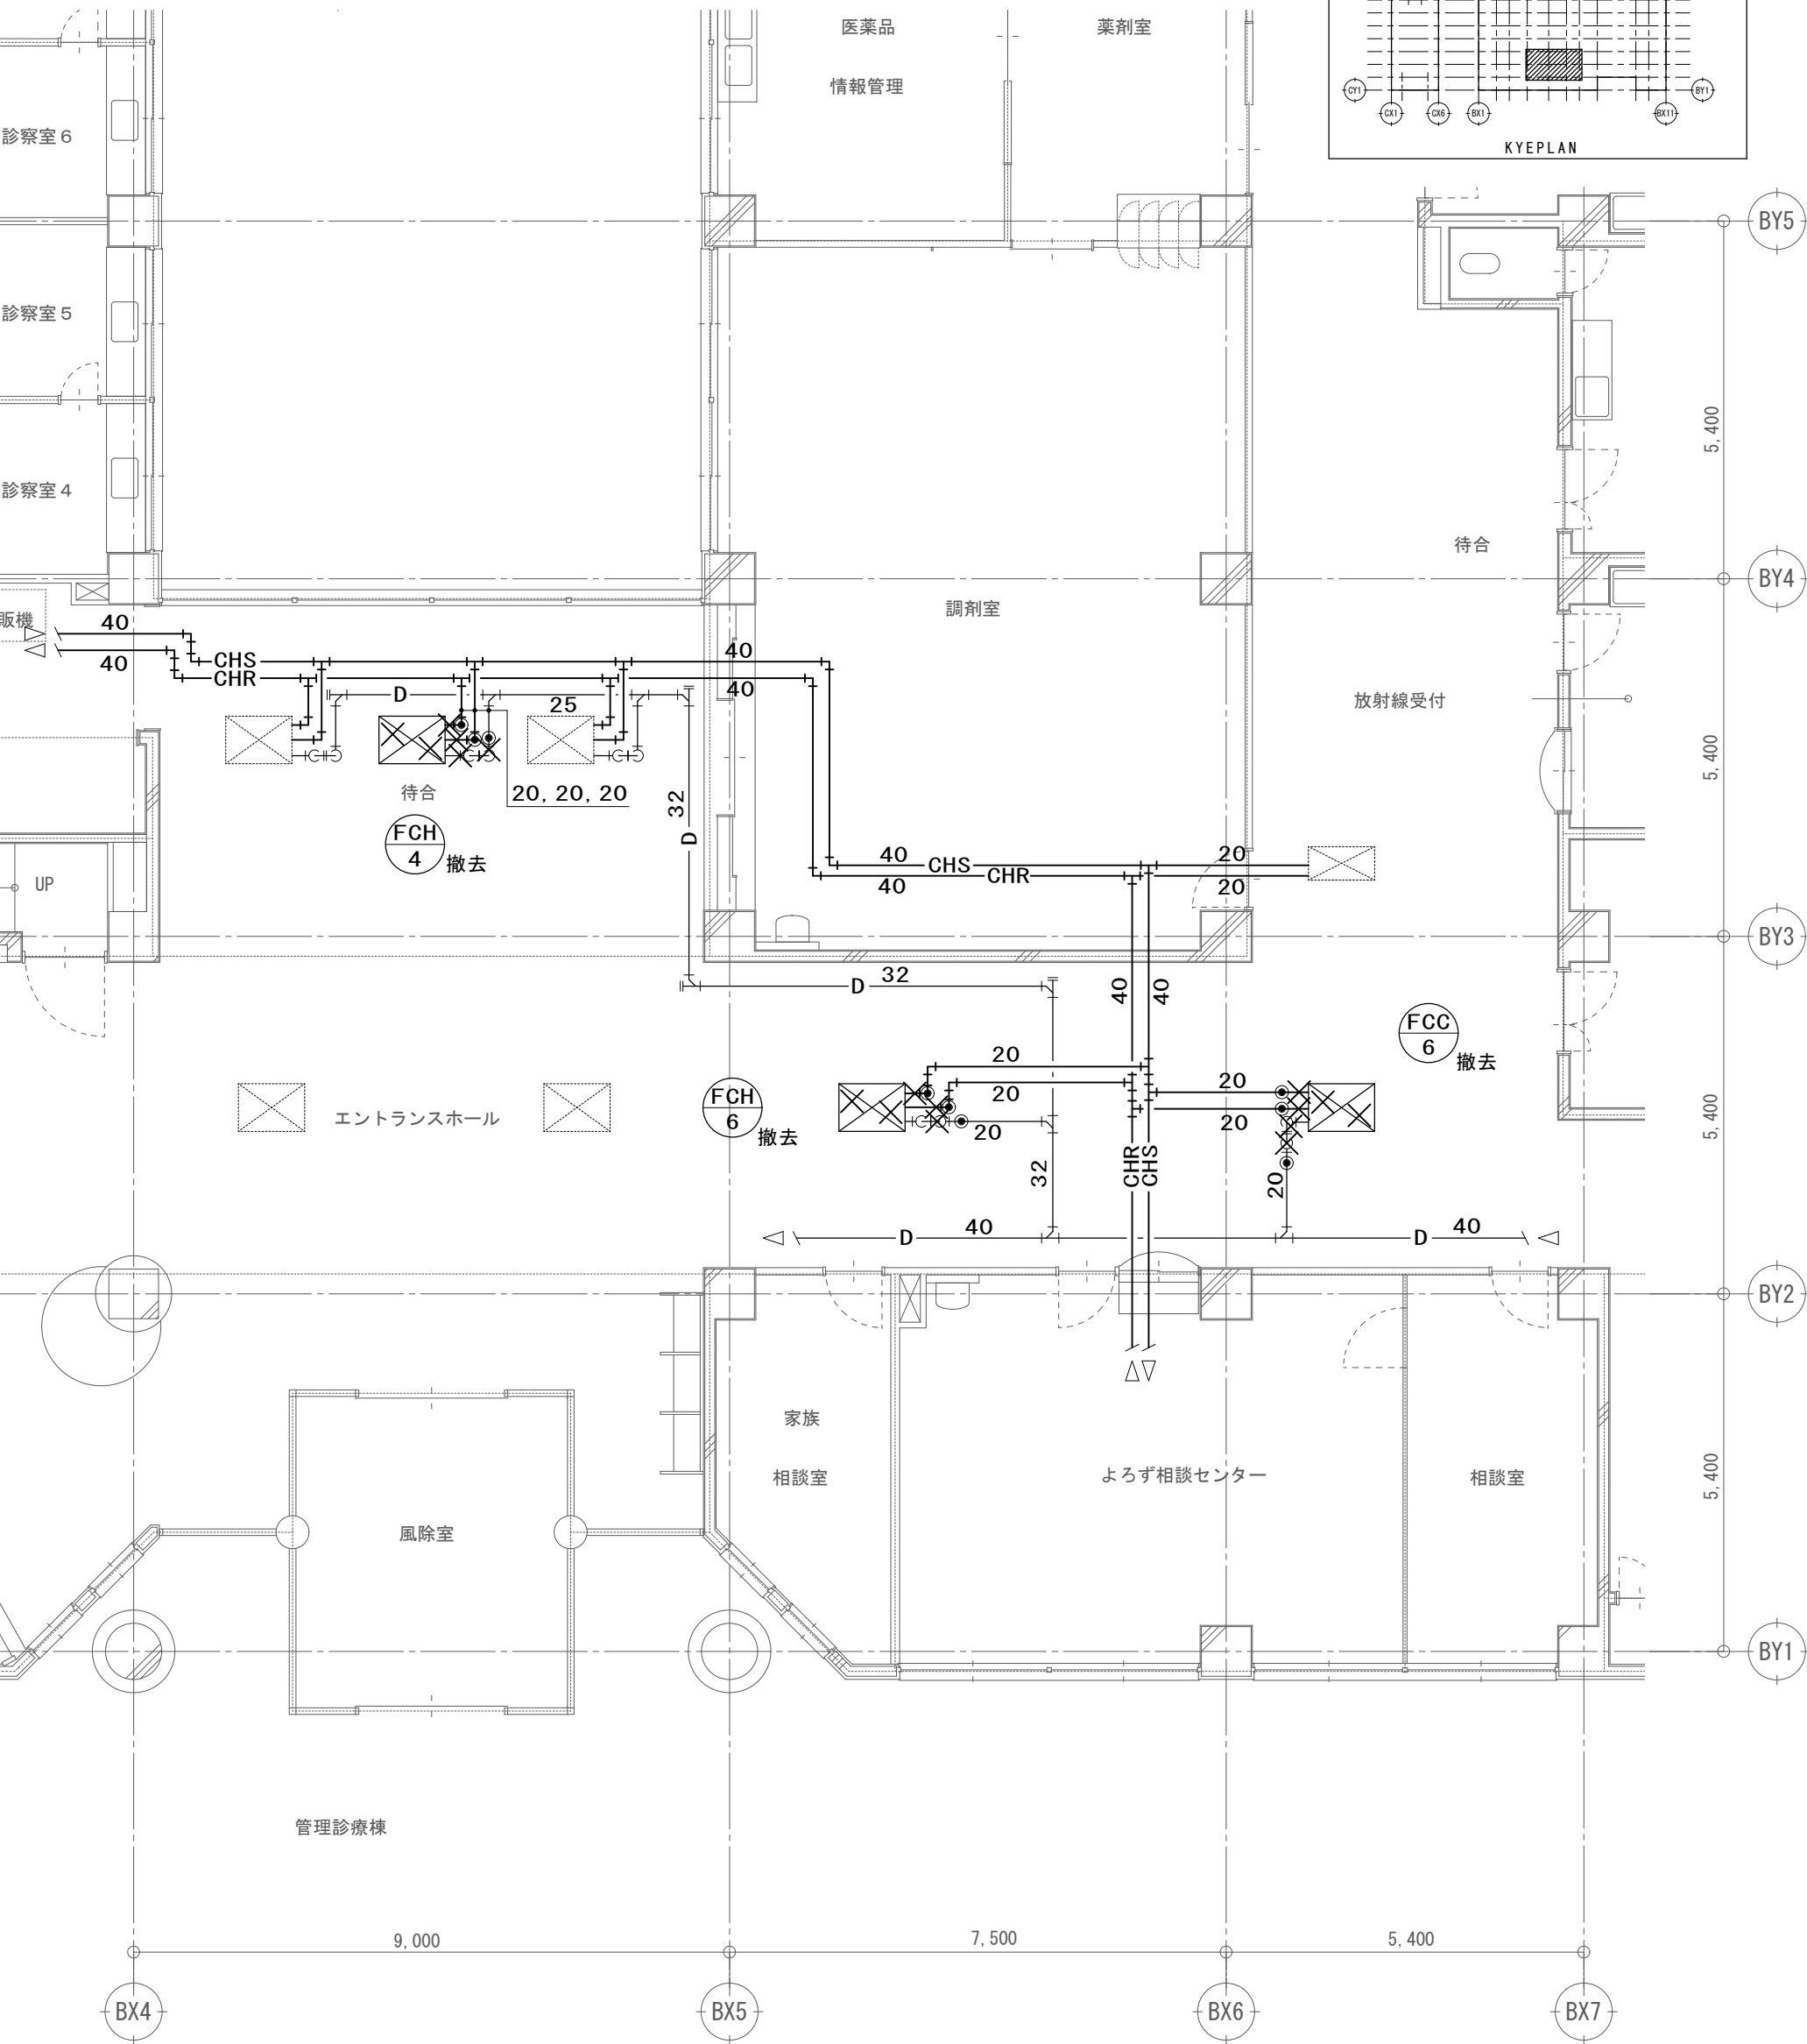 医薬品
情報管理
薬剤室
CY1
BY1
CX1
CX6
BX1
BX11
KYEPLAN
診察室６
BY5
診察室５
5,400
診察室４
待合
BY4
調剤室
販機
40
40
CHS
CHR
40
40
D
25
放射線受付
5,400
待合
20, 20, 20
32
D
FCH
4
撤去
40
CHS
20
40
CHR
20
UP
BY3
D
32
40
40
FCC
6
撤去
20
20
20
20
20
FCH
6
撤去
エントランスホール
5,400
CHR
CHS
32
20
D
40
D
40
BY2
家族
相談室
よろず相談センター
相談室
5,400
風除室
BY1
管理診療棟
9,000
7,500
5,400
BX4
BX5
BX6
BX7